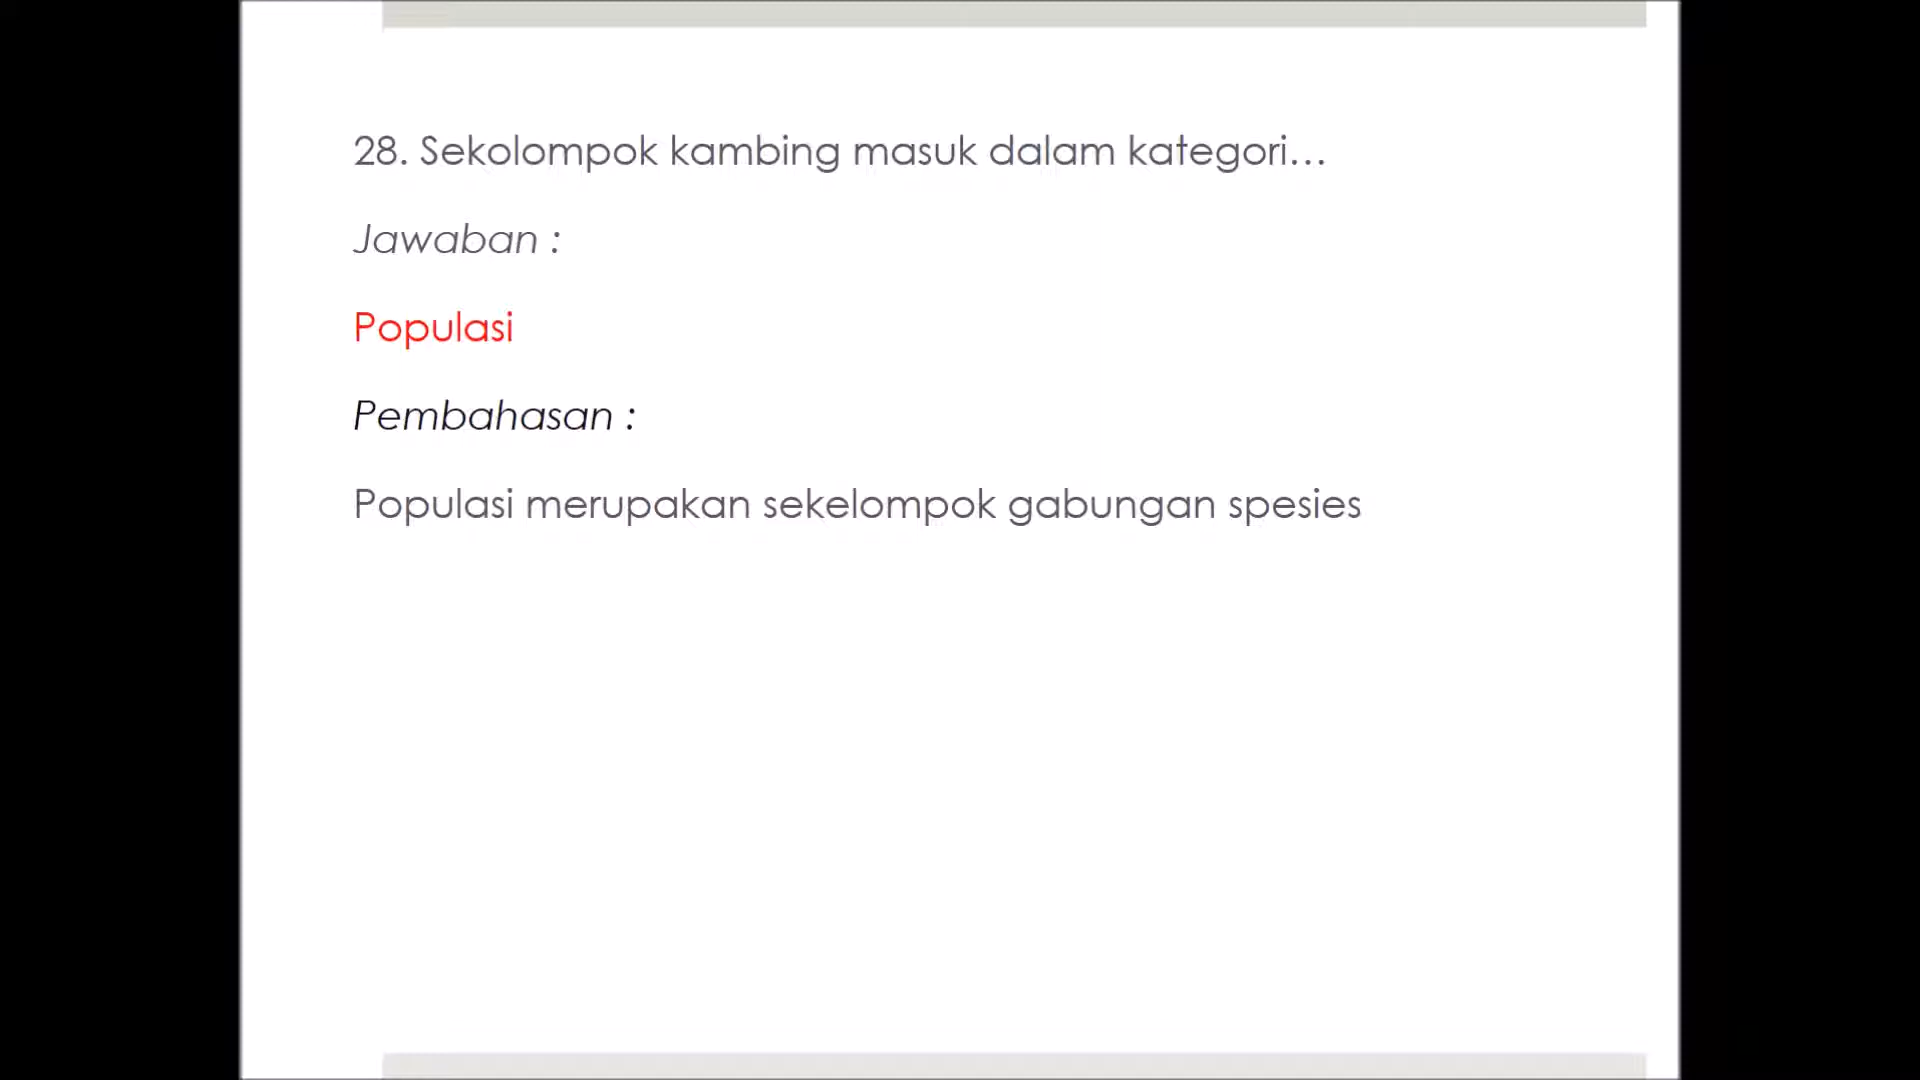 28. Sekolompok kambing masuk dalam kategori…
Jawaban :
Populasi
Pembahasan :
Populasi merupakan sekelompok gabungan spesies